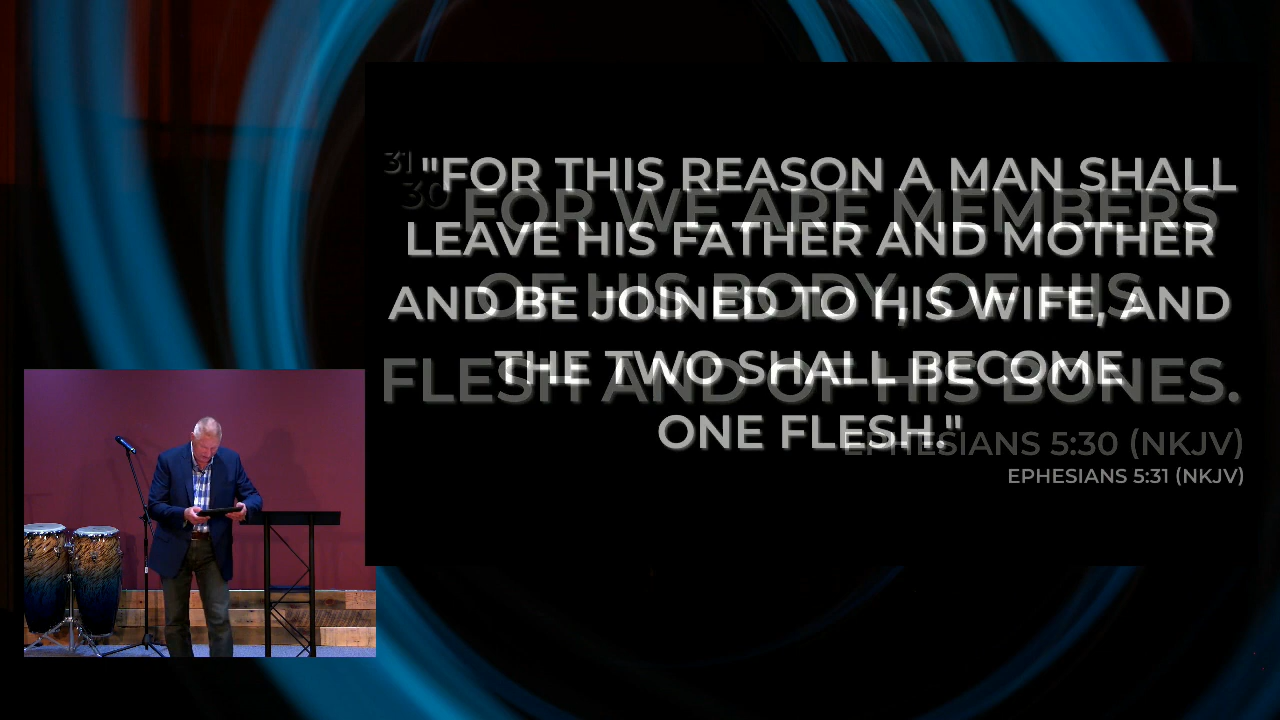 31 "FOR THIS REASON A MAN SHALL
LEAVE HIS FATHER AND MOTHER
AND BE JOINED TO HIS WIFE, AND
THE TWO SHALL BECOME
ONE FLESH."
EPHESIANS 5:31 (NKJV)
30 FOR WE ARE MEMBERS
OF HIS BODY, OF HIS
FLESH AND OF HIS BONES.
EPHESIANS 5:30 (NKJV)